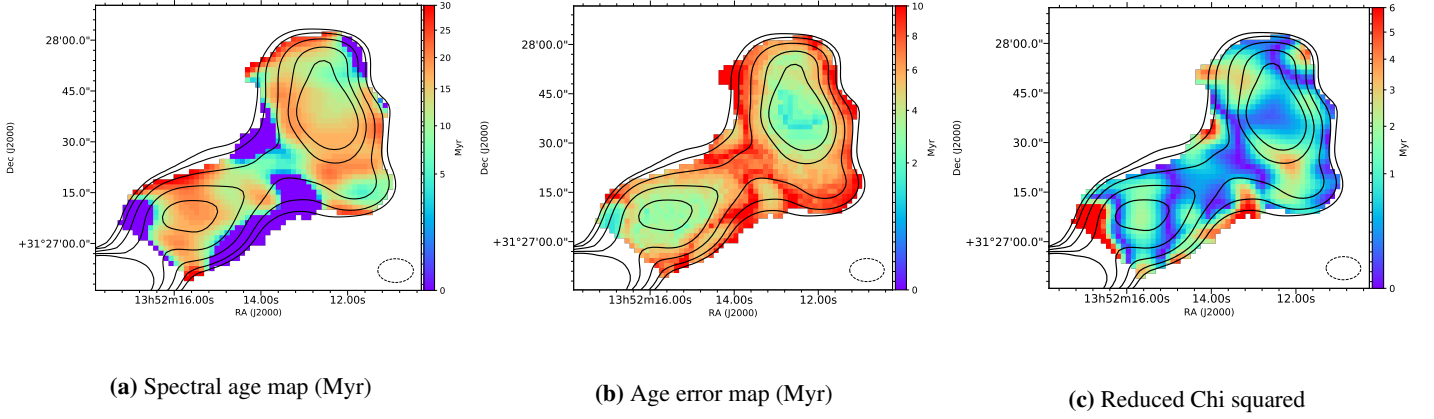 30
28'00.0"
25
20
45.0"
15
Dec (J2000)
30.0"
10
Myr
15.0"
5
+31°27'00.0"
0
13h52m16.00s 14.00s 12.00s
RA (J2000)
(a) Spectral age map (Myr)
10
28'00.0"
8
6
45.0"
4
Dec (J2000)
30.0"
Myr
2
15.0"
+31°27'00.0"
0
13h52m16.00s 14.00s 12.00s
RA (J2000)
(b) Age error map (Myr)
6
28'00.0"
5
4
45.0"
3
Dec (J2000)
30.0"
2
Myr
1
15.0"
+31°27'00.0"
0
13h52m16.00s 14.00s 12.00s
RA (J2000)
(c) Reduced Chi squared